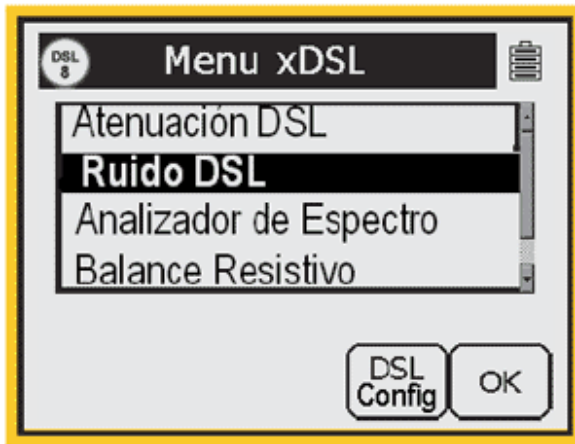 DSL
8
Menu xDSL
Atenuación DSL
Ruido DSL
Analizador de Espectro
Balance Resistivo
DSL
Config
OK